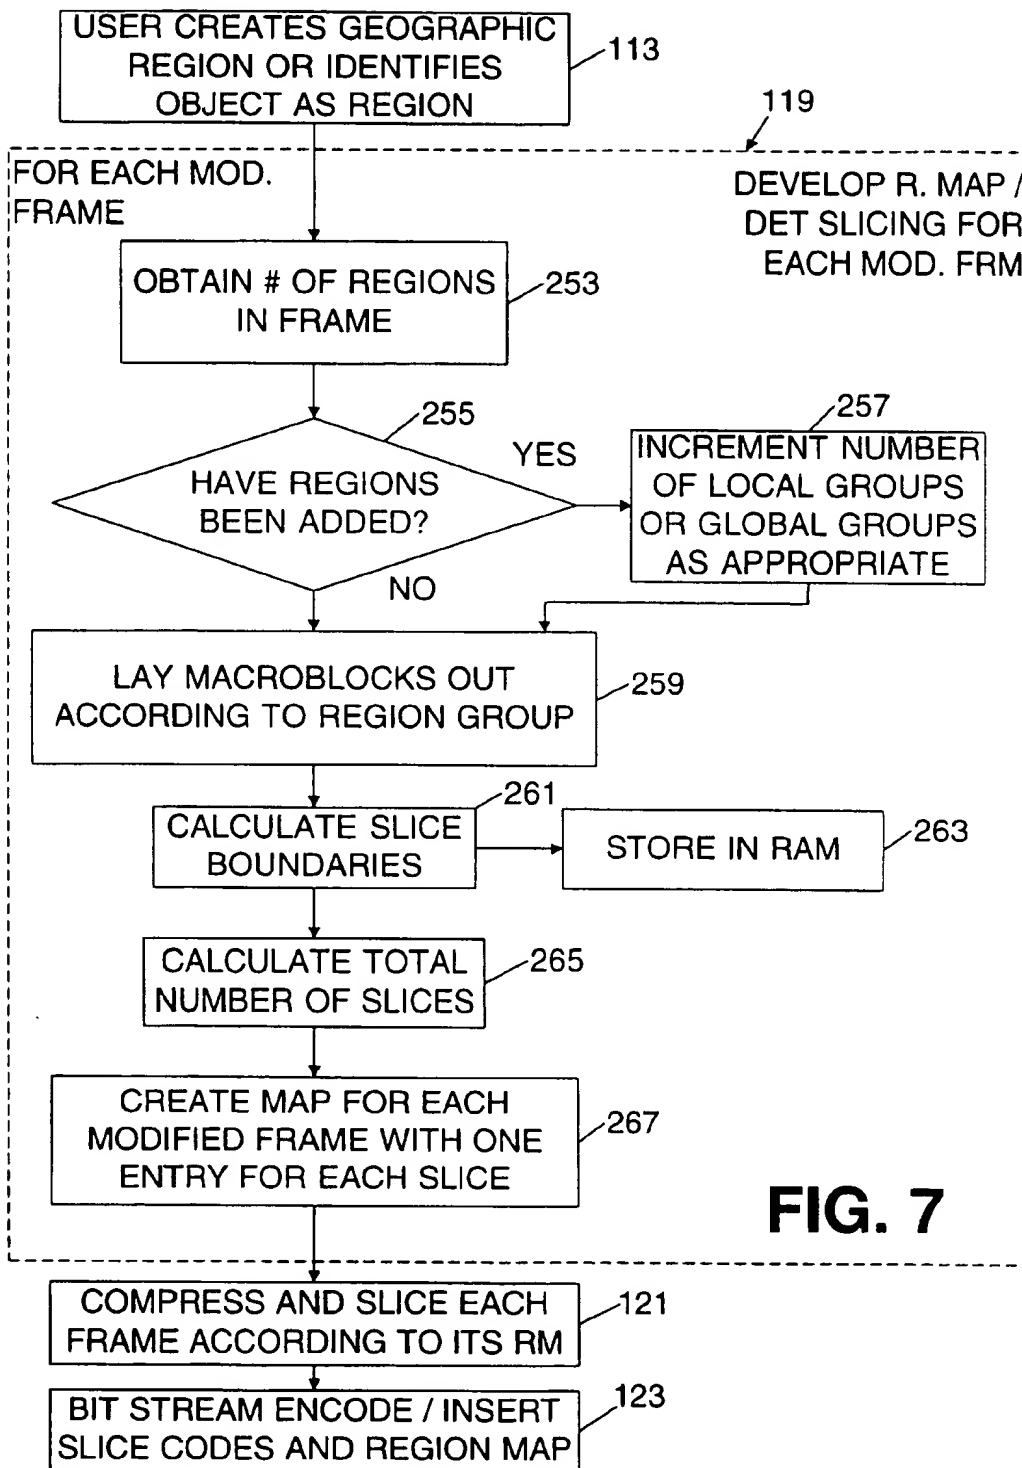 USER CREATES GEOGRAPHIC
REGION OR IDENTIFIES
OBJECT AS REGION
113
119
FOR EACH MOD.
FRAME
DEVELOP R. MAP /
DET SLICING FOR
EACH MOD. FRM
OBTAIN # OF REGIONS
IN FRAME
253
255
HAVE REGIONS
BEEN ADDED?
YES
NO
257
INCREMENT NUMBER
OF LOCAL GROUPS
OR GLOBAL GROUPS
AS APPROPRIATE
LAY MACROBLOCKS OUT
ACCORDING TO REGION GROUP
259
CALCULATE SLICE
BOUNDARIES
261
STORE IN RAM
263
CALCULATE TOTAL
NUMBER OF SLICES
265
CREATE MAP FOR EACH
MODIFIED FRAME WITH ONE
ENTRY FOR EACH SLICE
267
FIG. 7
COMPRESS AND SLICE EACH
FRAME ACCORDING TO ITS RM
121
BIT STREAM ENCODE / INSERT
SLICE CODES AND REGION MAP
123